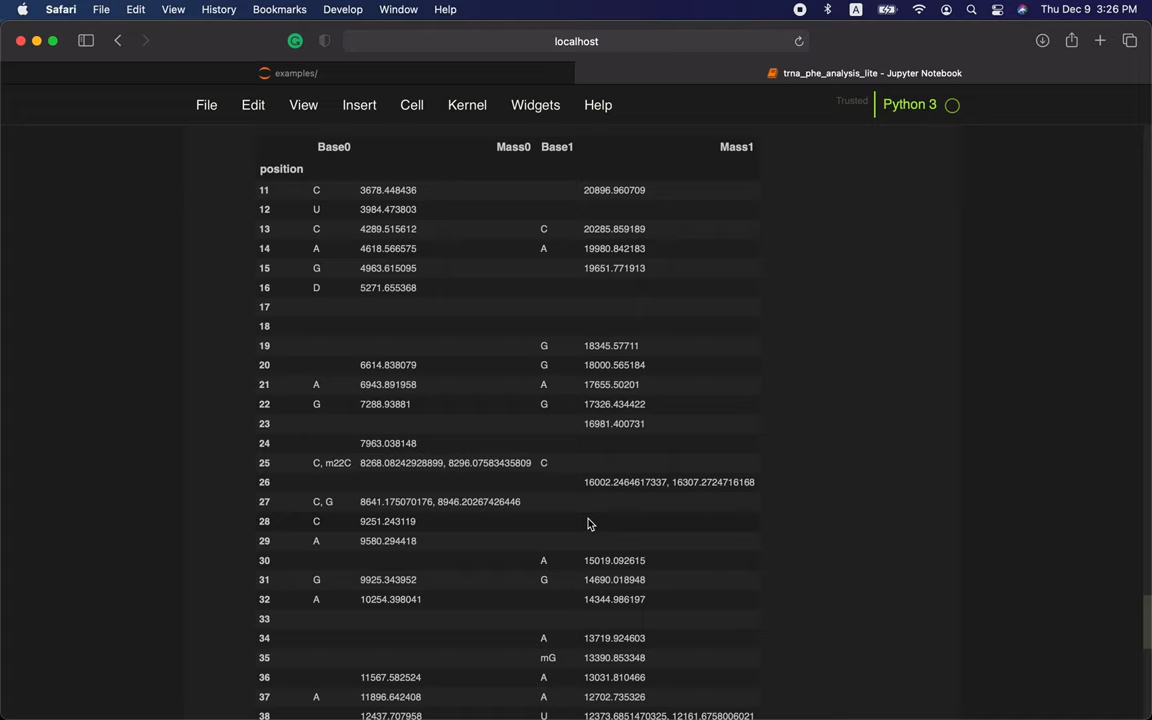 Safari File Edit View History Bookmarks Develop Window Help A Thu Dec 9 3:26 PM
localhost
examples/ trna_phe_analysis_lite - Jupyter Notebook
File Edit View Insert Cell Kernel Widgets Help Trusted Python 3
Base0 Mass0 Base1 Mass1
position
11 C 3678.448436 20896.960709
12 U 3984.473803
13 C 4289.515612 C 20285.859189
14 A 4618.566575 A 19980.842183
15 G 4963.615095 19651.771913
16 D 5271.655368
17
18
19 G 18345.57711
20 6614.838079 G 18000.565184
21 A 6943.891958 A 17655.50201
22 G 7288.93881 G 17326.434422
23 16981.400731
24 7963.038148
25 C, m22C 8268.08242928899, 8296.07583435809 C
26 16002.2464617337, 16307.2724716168
27 C, G 8641.175070176, 8946.20267426446
28 C 9251.243119
29 A 9580.294418
30 A 15019.092615
31 G 9925.343952 G 14690.018948
32 A 10254.398041 14344.986197
33
34 A 13719.924603
35 mG 13390.853348
36 11567.582524 A 13031.810466
37 A 11896.642408 A 12702.735326
38 12437.707958 U 12373.6851470325, 12161.6758006021